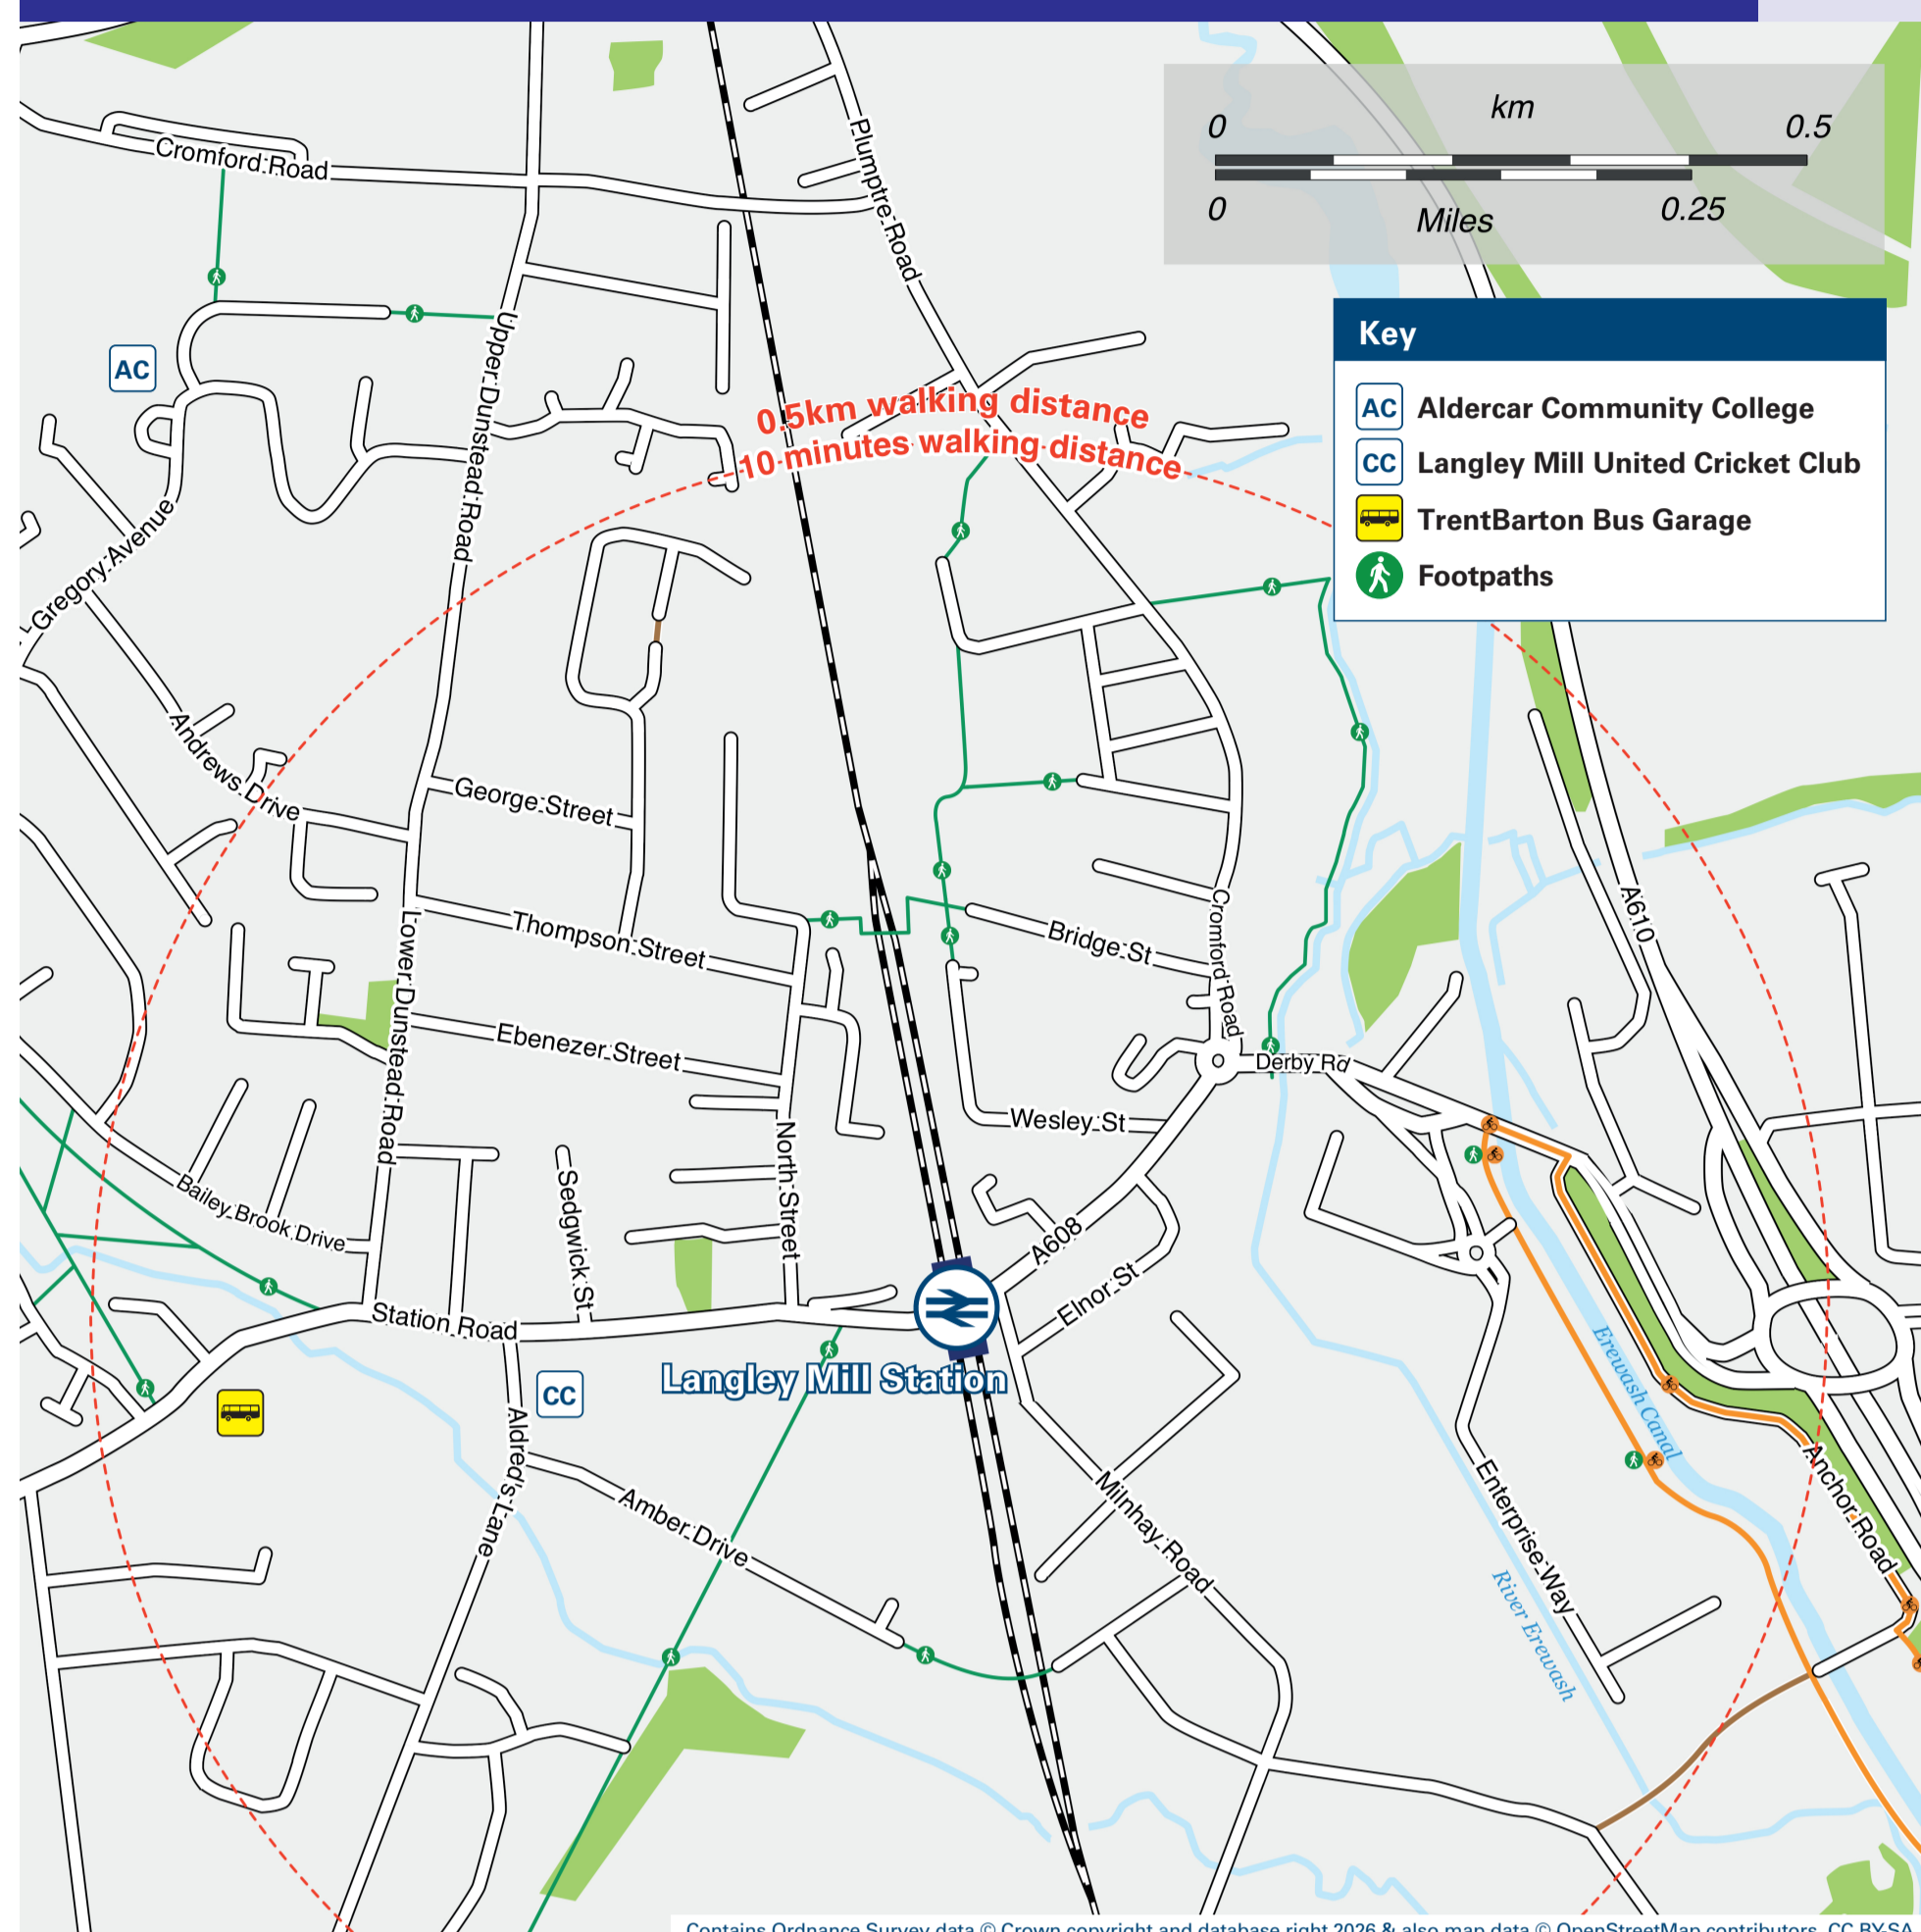 km
0 0.5
0 0.25
Miles
Key
AC Aldercar Community College
CC Langley Mill United Cricket Club
TrentBarton Bus Garage
Footpaths
Cromford Road
Plumptre Road
AC
Upper Dunstead Road
0.5km walking distance
10 minutes walking distance
Gregory Avenue
Andrews Drive
George Street
Lower Dunstead Road
Thompson Street
Bridge St
Cromford Road
A610
Ebenezer Street
Derby Rd
Wesley St
North Street
Bailey Brook Drive
Sedgwick St
A608
Elnor St
Station Road
Langley Mill Station
CC
Erewash Canal
Aldred's Lane
Amber Drive
Milnhay Road
Enterprise Way
Anchor Road
River Erewash
Contains Ordnance Survey data © Crown copyright and database right 2026 & also map data © OpenStreetMap contributors, CC BY-SA